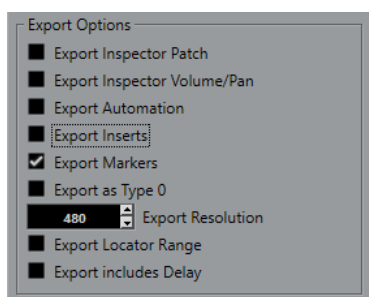 Export Options
Export Inspector Patch
Export Inspector Volume/Pan
Export Automation
Export Inserts
Export Markers
Export as Type 0
480 Export Resolution
Export Locator Range
Export includes Delay